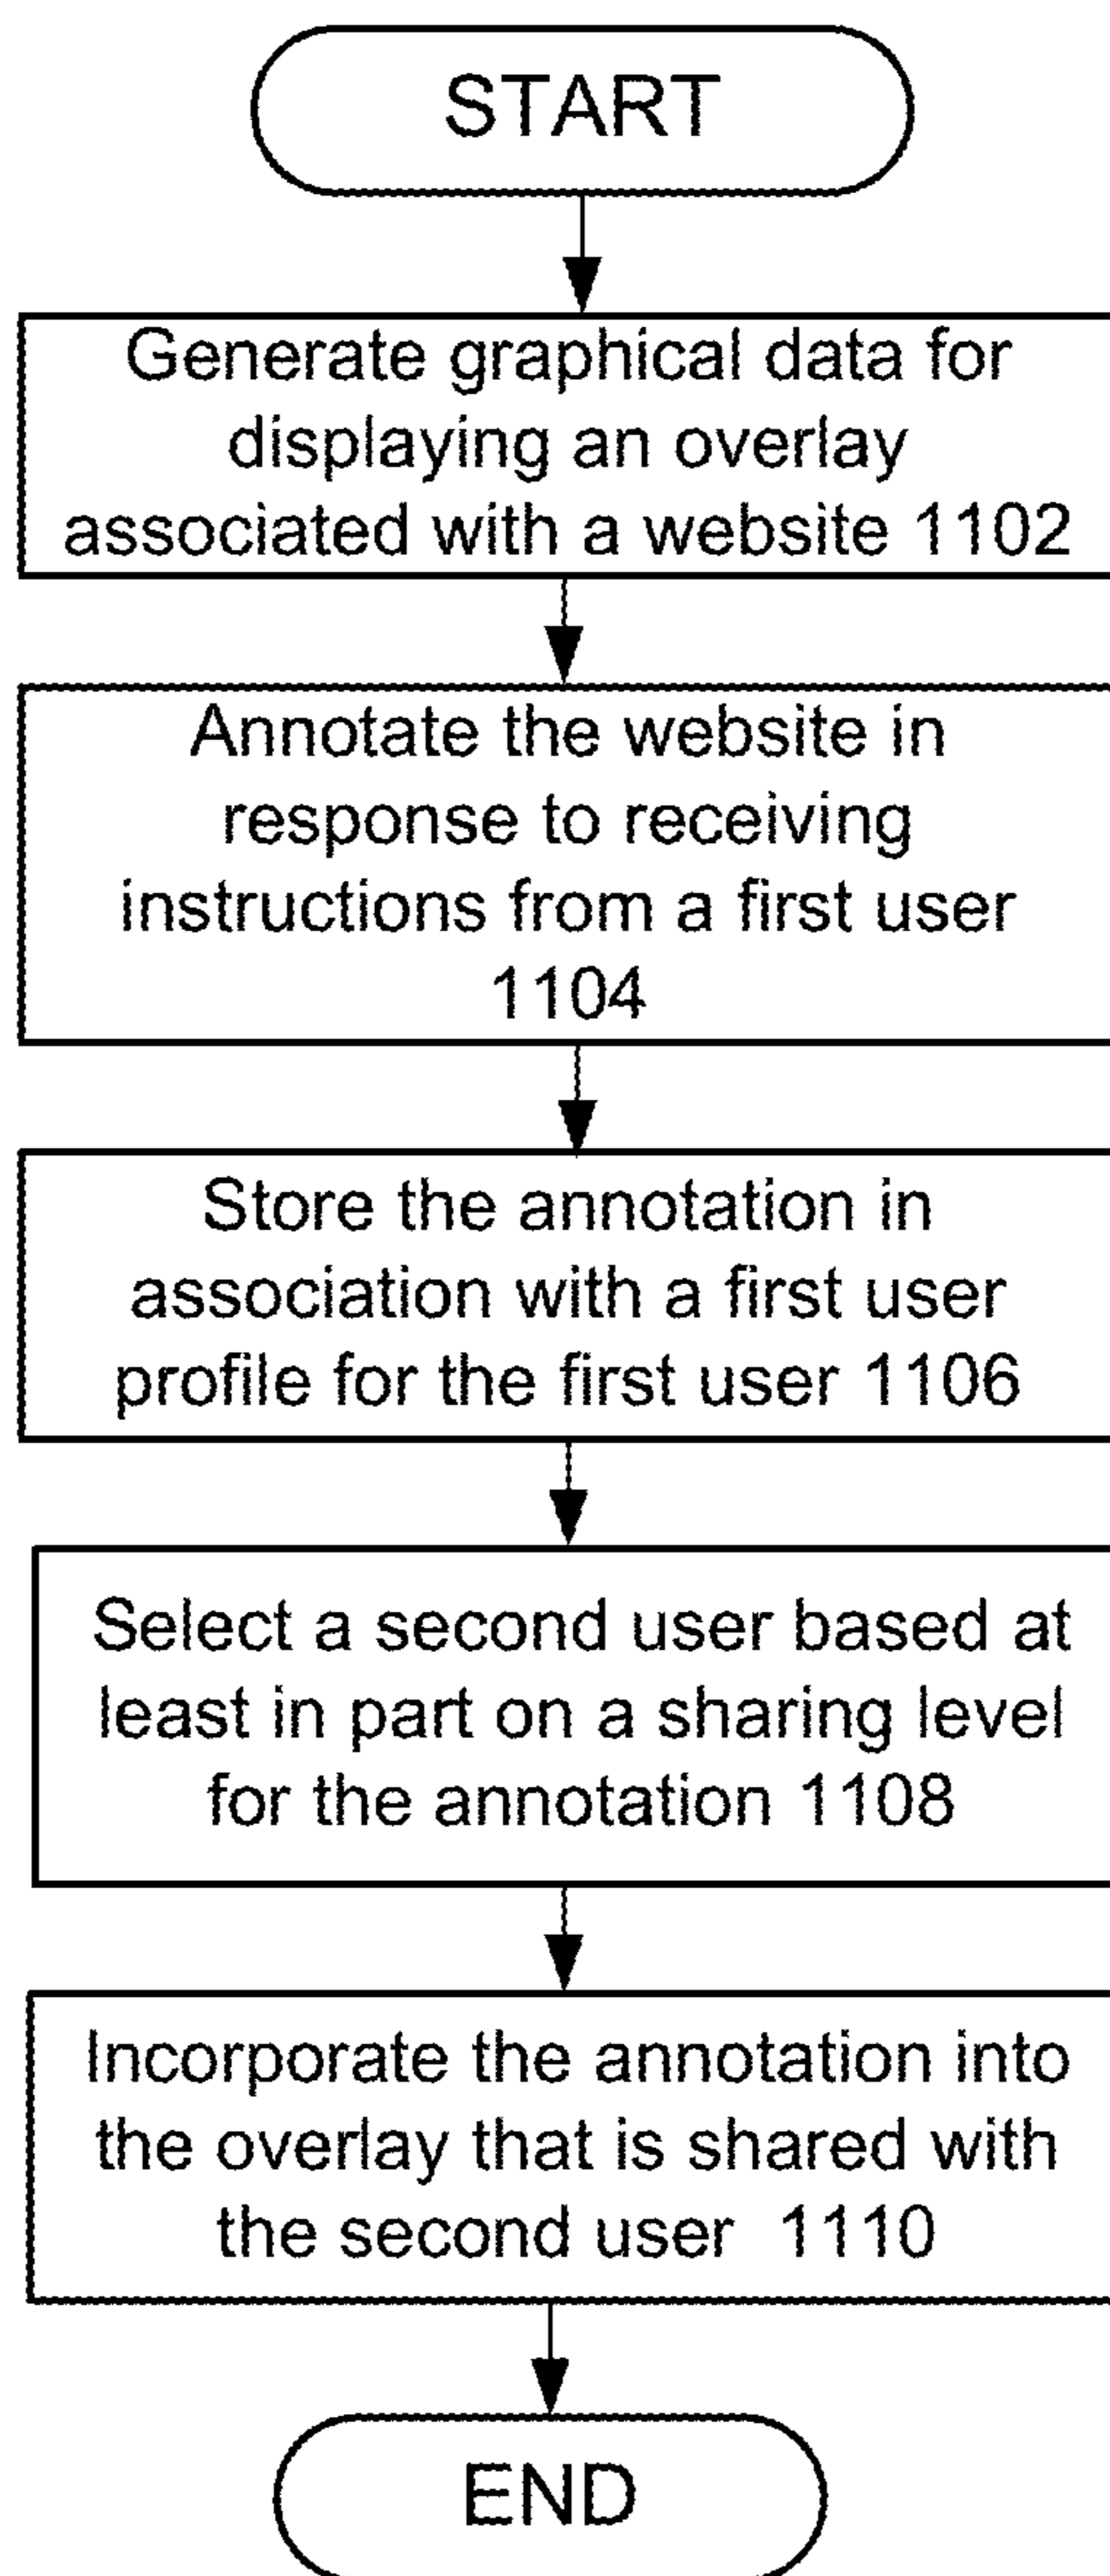 START
Generate graphical data for
displaying an overlay
associated with a website 1102
Annotate the website in
response to receiving
instructions from a first user
1104
Store the annotation in
association with a first user
profile for the first user 1106
Select a second user based at
least in part on a sharing level
for the annotation 1108
Incorporate the annotation into
the overlay that is shared with
the second user 1110
END